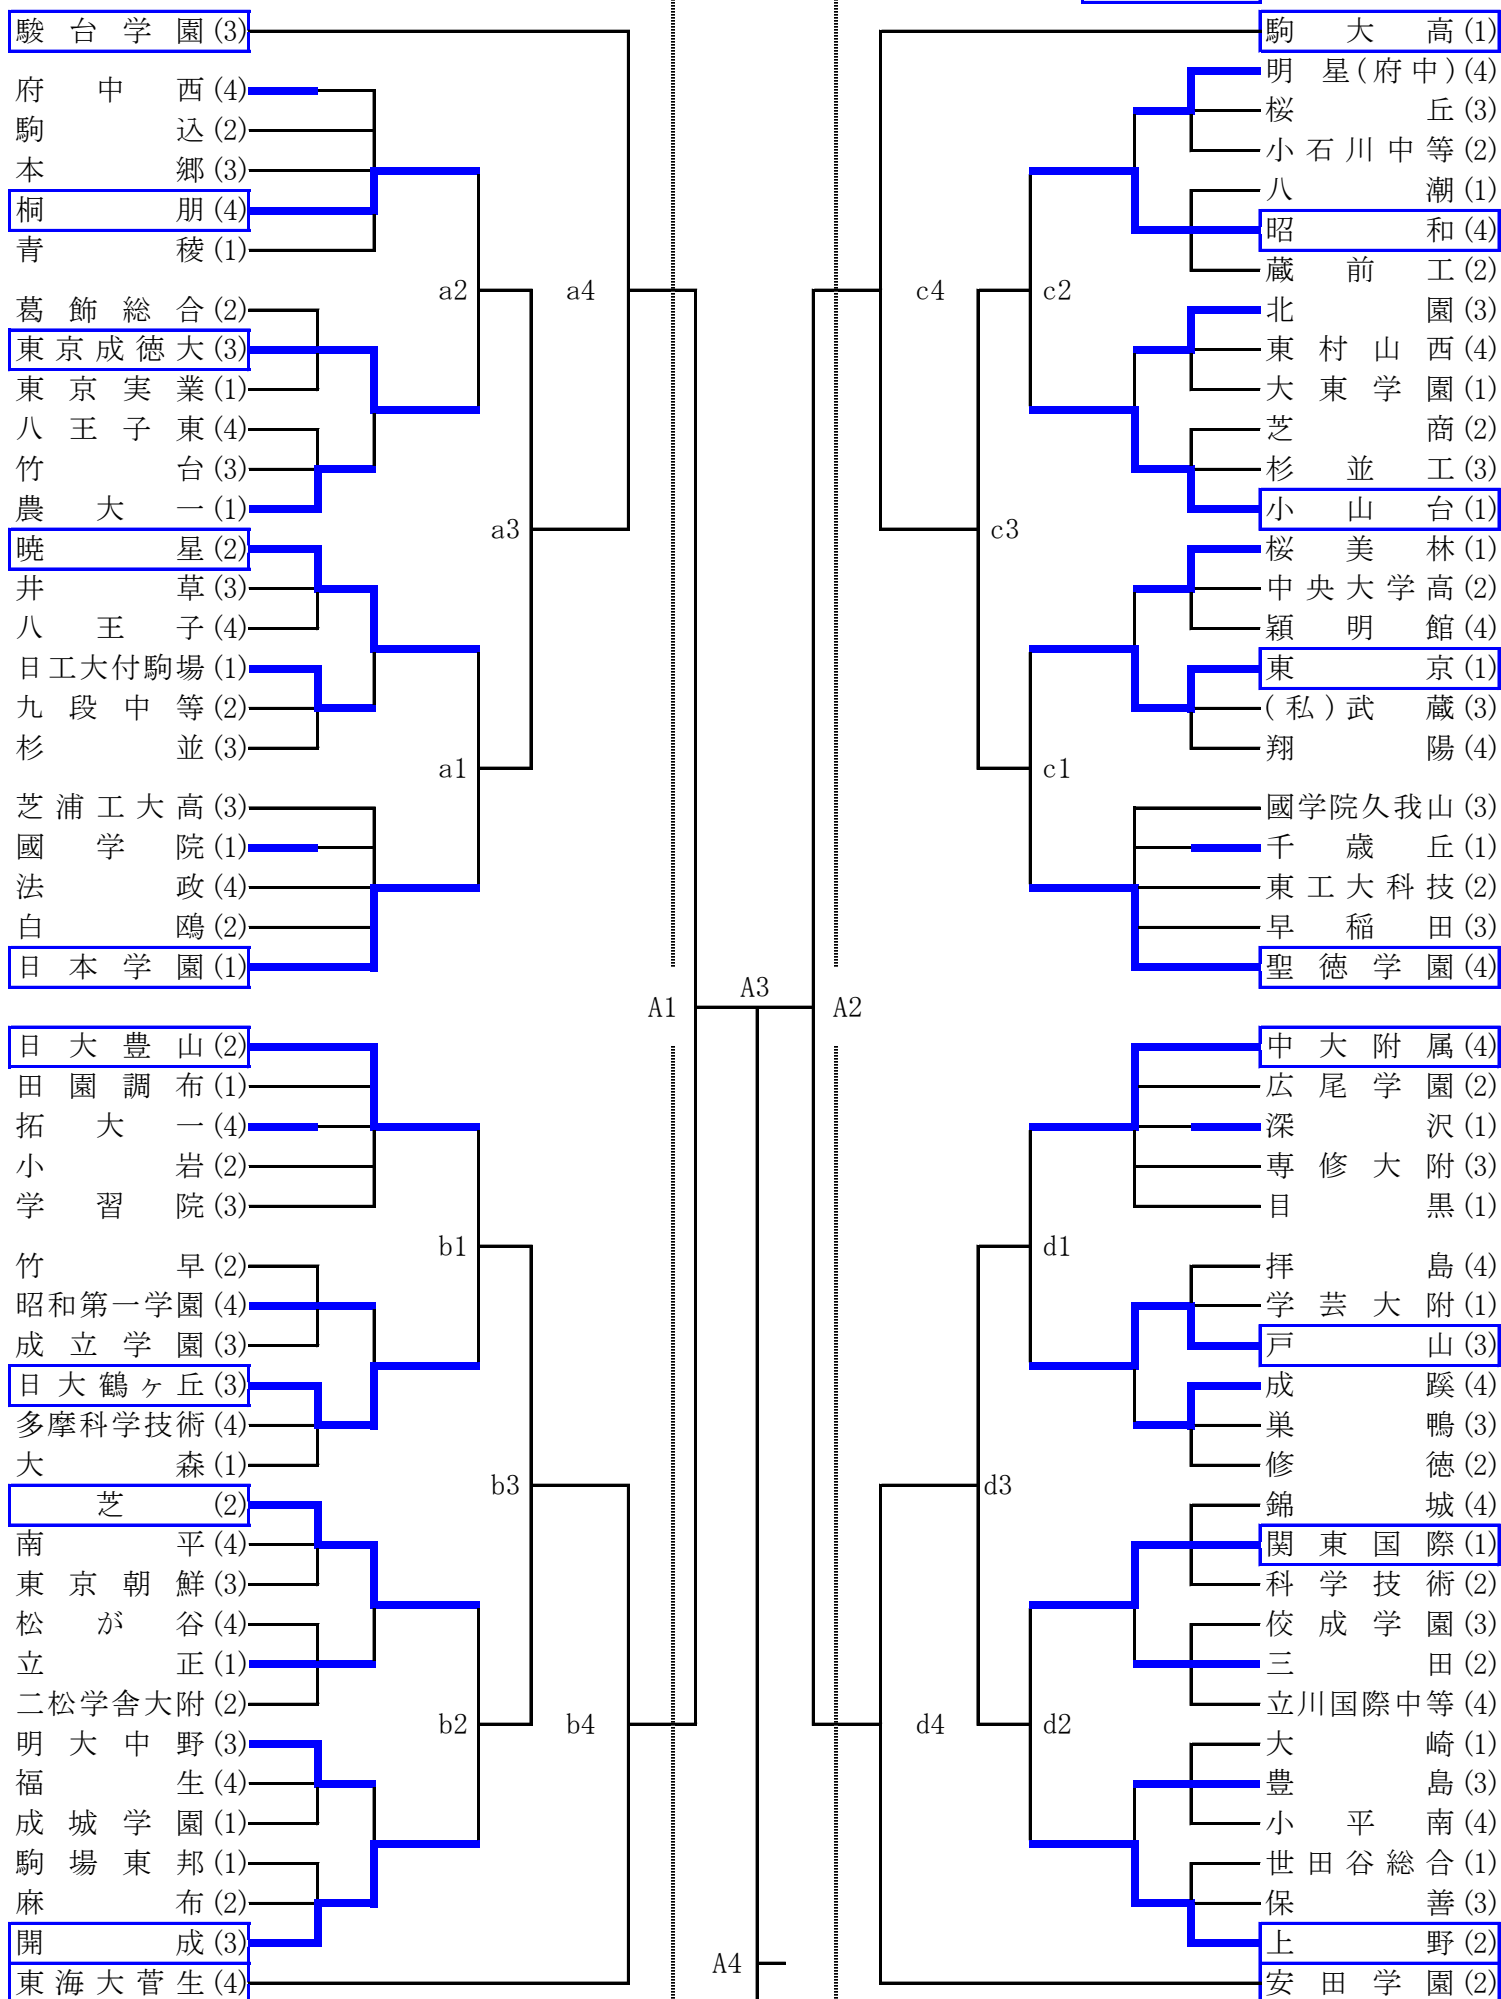 駿台学園(3)
府中西(4)
駒込(2)
本郷(3)
桐朋(4)
青稜(1)
葛飾総合(2)
東京成徳大(3)
東京実業(1)
八王子東(4)
竹台(3)
農大一(1)
暁星(2)
井草(3)
八王子(4)
日工大付駒場(1)
九段中等(2)
杉並(3)
芝浦工大高(3)
國学院(1)
法政(4)
白鴎(2)
日本学園(1)
a2
a4
a3
a1
日大豊山(2)
田園調布(1)
拓大一(4)
小岩(2)
学習院(3)
竹早(2)
昭和第一学園(4)
成立学園(3)
日大鶴ヶ丘(3)
多摩科学技術(4)
大森(1)
芝(2)
南平(4)
東京朝鮮(3)
松が谷(4)
立正(1)
二松学舎大附(2)
明大中野(3)
福生(4)
成城学園(1)
駒場東邦(1)
麻布(2)
開成(3)
東海大菅生(4)
b1
b3
b2
b4
A1
A3
A2
A4
駒大高(1)
明星(府中)(4)
桜丘(3)
小石川中等(2)
八潮(1)
昭和(4)
蔵前工(2)
北園(3)
東村山西(4)
大東学園(1)
芝商(2)
杉並工(3)
小山台(1)
桜美林(1)
中央大学高(2)
穎明館(4)
東京(1)
(私)武蔵(3)
翔陽(4)
國学院久我山(3)
千歳丘(1)
東工大科技(2)
早稲田(3)
聖徳学園(4)
c4
c2
c3
c1
中大附属(4)
広尾学園(2)
深沢(1)
専修大附(3)
目黒(1)
拝島(4)
学芸大附(1)
戸山(3)
成蹊(4)
巣鴨(3)
修徳(2)
錦城(4)
関東国際(1)
科学技術(2)
佼成学園(3)
三田(2)
立川国際中等(4)
大崎(1)
豊島(3)
小平南(4)
世田谷総合(1)
保善(3)
上野(2)
安田学園(2)
d1
d3
d4
d2